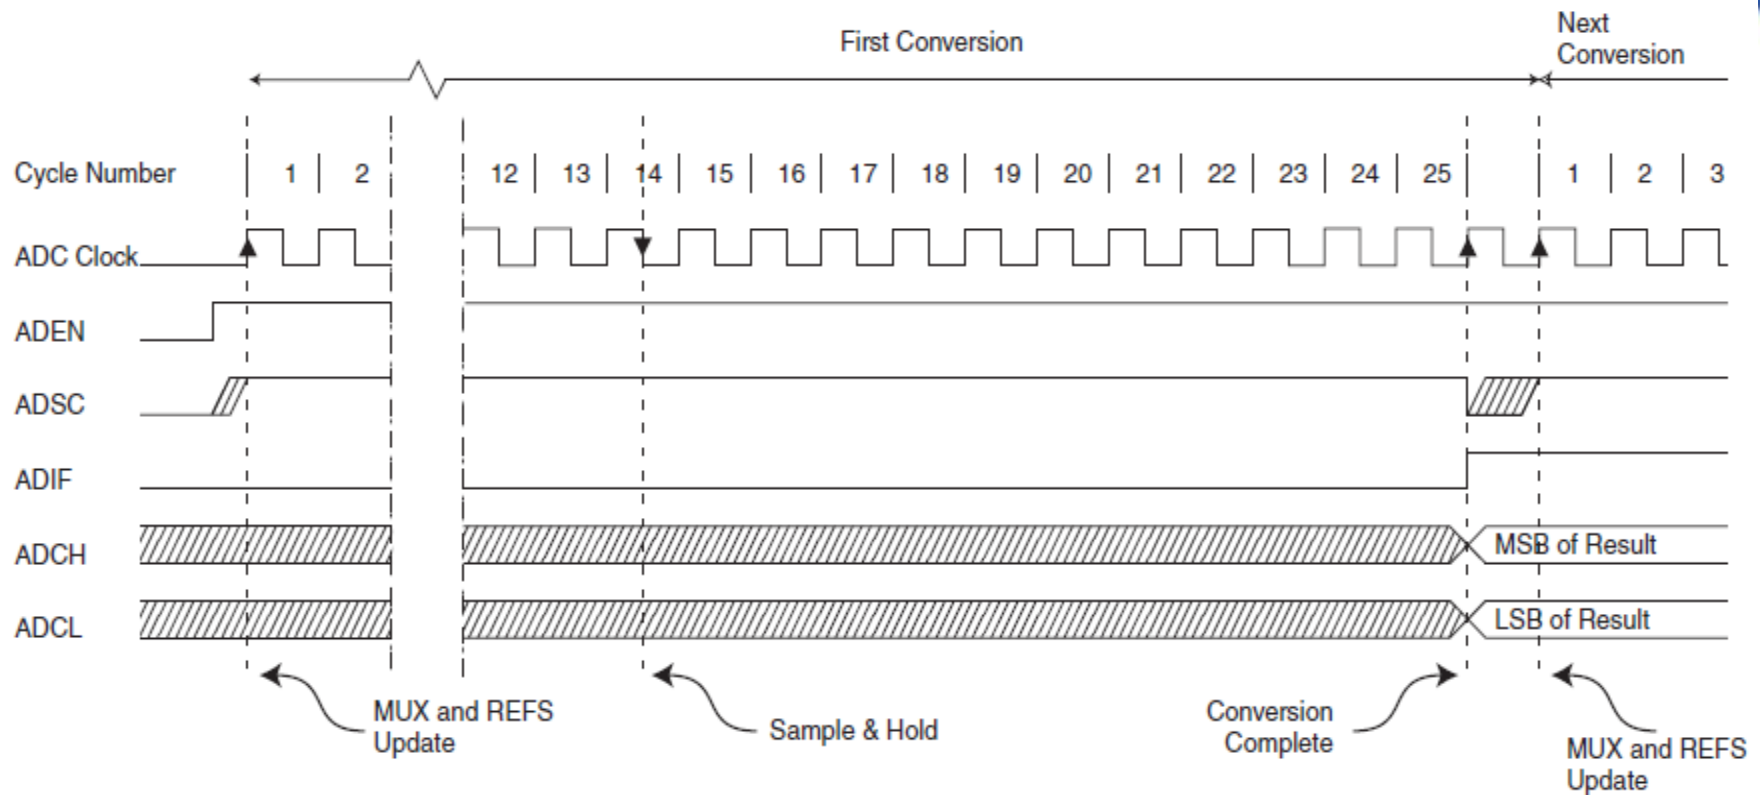 First Conversion
Next
Conversion
Cycle Number 1 2 12 13 14 15 16 17 18 19 20 21 22 23 24 25 1 2 3
ADC Clock
ADEN
ADSC
ADIF
ADCH MSB of Result
ADCL LSB of Result
MUX and REFS
Update
Sample & Hold
Conversion
Complete
MUX and REFS
Update